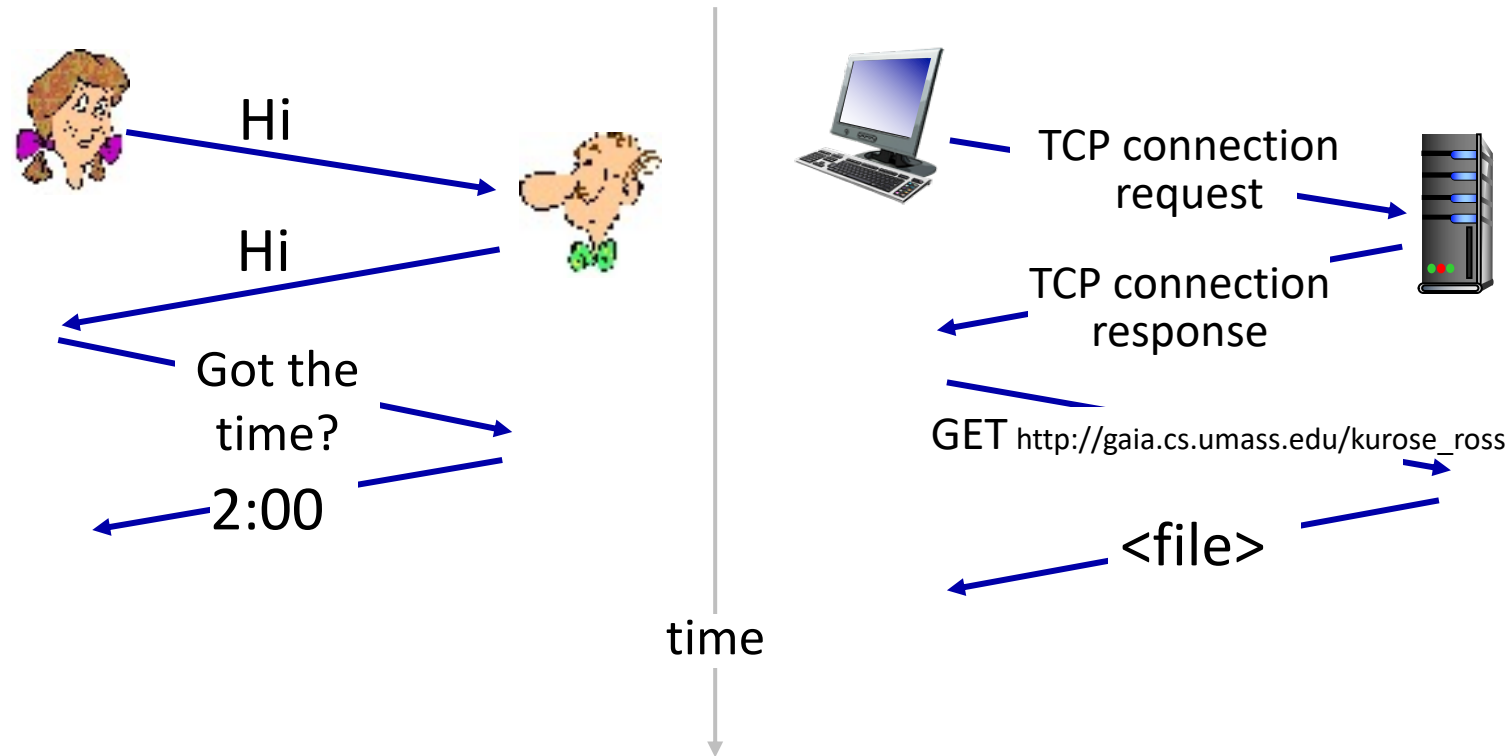 Hi
Hi
Got the
time?
2:00
TCP connection
request
TCP connection
response
GET http://gaia.cs.umass.edu/kurose_ross
<file>
time